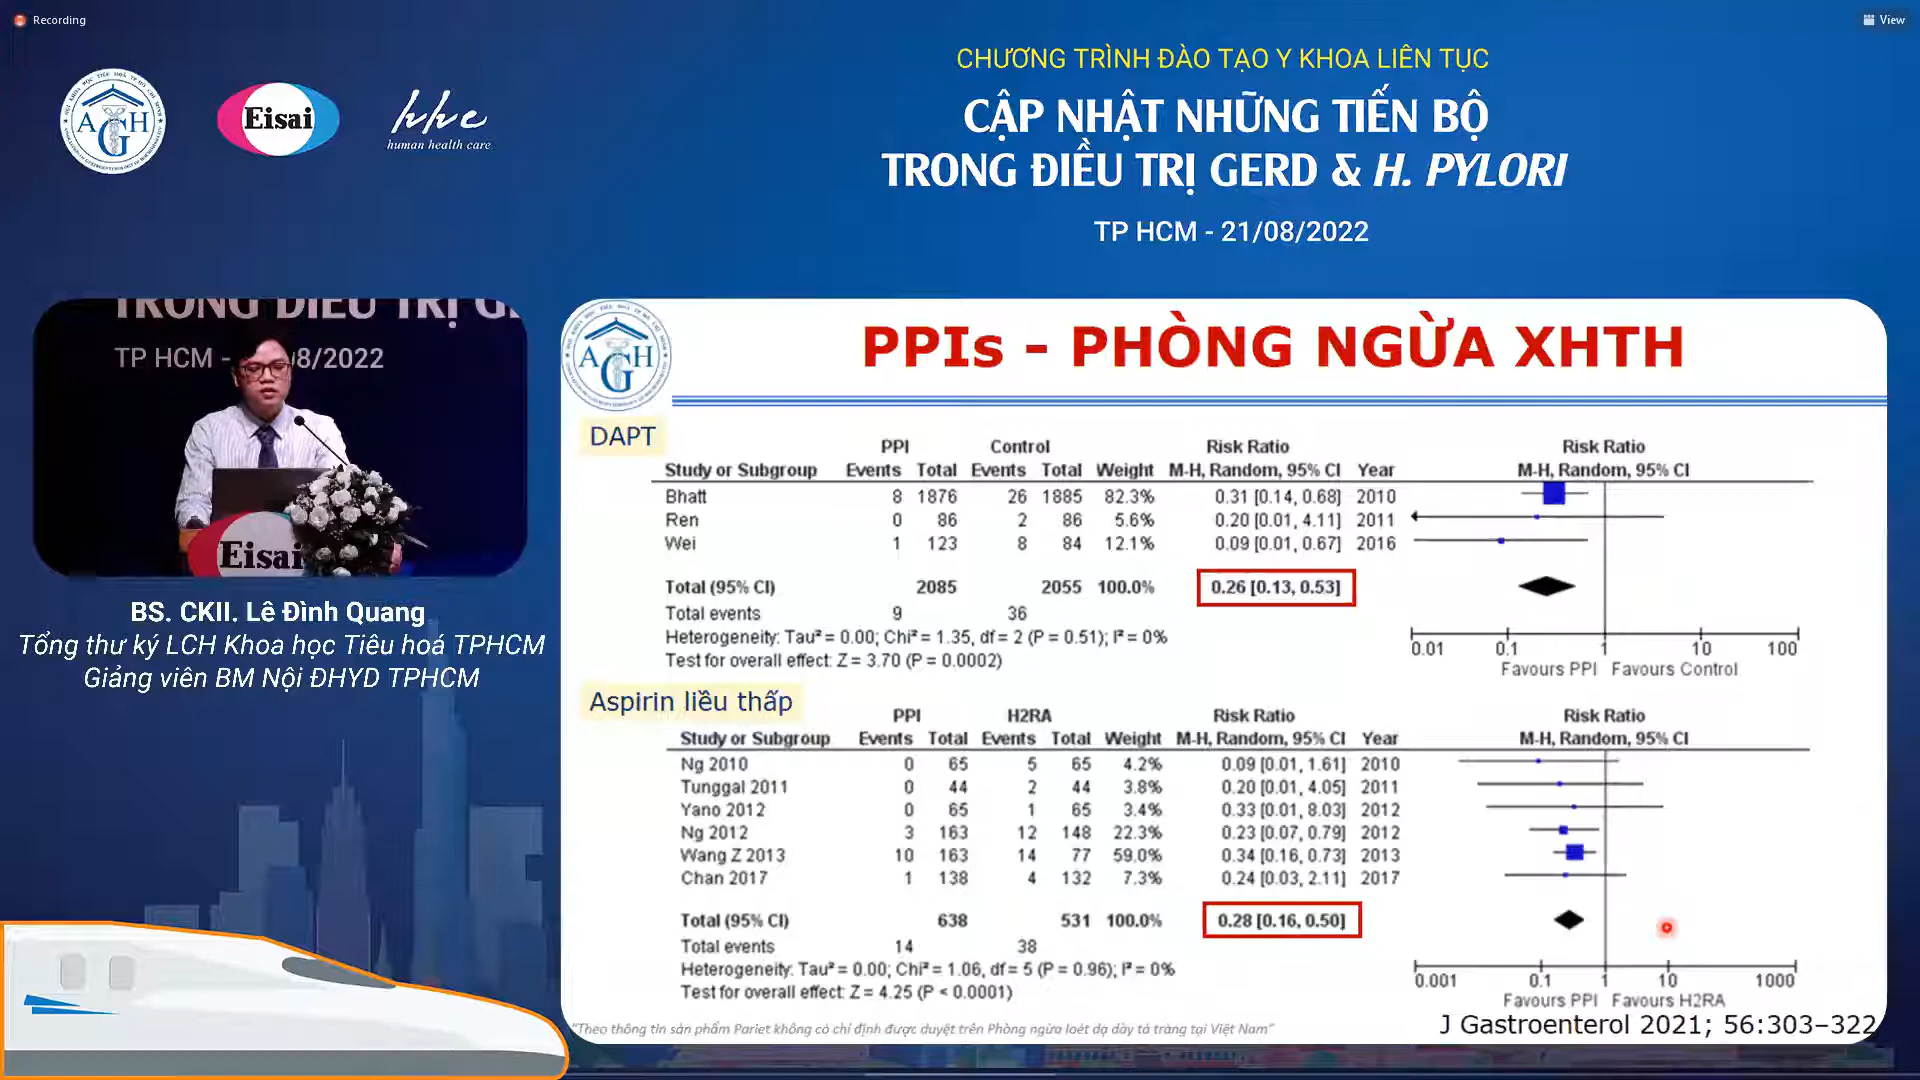 Recording
View
CHƯƠNG TRÌNH ĐÀO TẠO Y KHOA LIÊN TỤC
CẬP NHẬT NHỮNG TIẾN BỘ
TRONG ĐIỀU TRỊ GERD & H. PYLORI
TP HCM - 21/08/2022
AGH
Eisai
hhc
human health care
TRONG ĐIỀU TRỊ G
TP HCM - 8/2022
Eisai
BS. CKII. Lê Đình Quang
Tổng thư ký LCH Khoa học Tiêu hoá TPHCM
Giảng viên BM Nội ĐHYD TPHCM
AGH
PPIs - PHÒNG NGỪA XHTH
DAPT
PPI Control Risk Ratio Risk Ratio
Study or Subgroup Events Total Events Total Weight M-H, Random, 95% CI Year M-H, Random, 95% CI
Bhatt 8 1876 26 1885 82.3% 0.31 [0.14, 0.68] 2010
Ren 0 86 2 86 5.6% 0.20 [0.01, 4.11] 2011
Wei 1 123 8 84 12.1% 0.09 [0.01, 0.67] 2016
Total (95% CI) 2085 2055 100.0% 0.26 [0.13, 0.53]
Total events 9 36
Heterogeneity: Tau² = 0.00; Chi² = 1.35, df = 2 (P = 0.51); I² = 0%
Test for overall effect: Z = 3.70 (P = 0.0002)
0.01 0.1 1 10 100
Favours PPI Favours Control
Aspirin liều thấp
PPI H2RA Risk Ratio Risk Ratio
Study or Subgroup Events Total Events Total Weight M-H, Random, 95% CI Year M-H, Random, 95% CI
Ng 2010 0 65 5 65 4.2% 0.09 [0.01, 1.61] 2010
Tunggal 2011 0 44 2 44 3.8% 0.20 [0.01, 4.05] 2011
Yano 2012 0 65 1 65 3.4% 0.33 [0.01, 8.03] 2012
Ng 2012 3 163 12 148 22.3% 0.23 [0.07, 0.79] 2012
Wang Z 2013 10 163 14 77 59.0% 0.34 [0.16, 0.73] 2013
Chan 2017 1 138 4 132 7.3% 0.24 [0.03, 2.11] 2017
Total (95% CI) 638 531 100.0% 0.28 [0.16, 0.50]
Total events 14 38
Heterogeneity: Tau² = 0.00; Chi² = 1.06, df = 5 (P = 0.96); I² = 0%
Test for overall effect: Z = 4.25 (P < 0.0001)
0.001 0.1 1 10 1000
Favours PPI Favours H2RA
"Theo thông tin sản phẩm Pariet không có chỉ định được duyệt trên Phòng ngừa loét dạ dày tá tràng tại Việt Nam"
J Gastroenterol 2021; 56:303–322